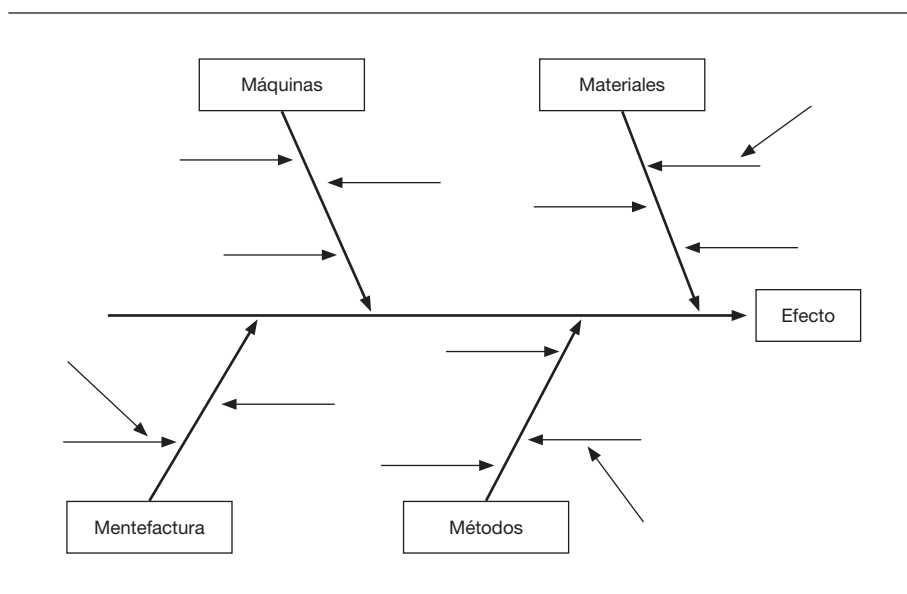 Máquinas
Materiales
Efecto
Mentefactura
Métodos